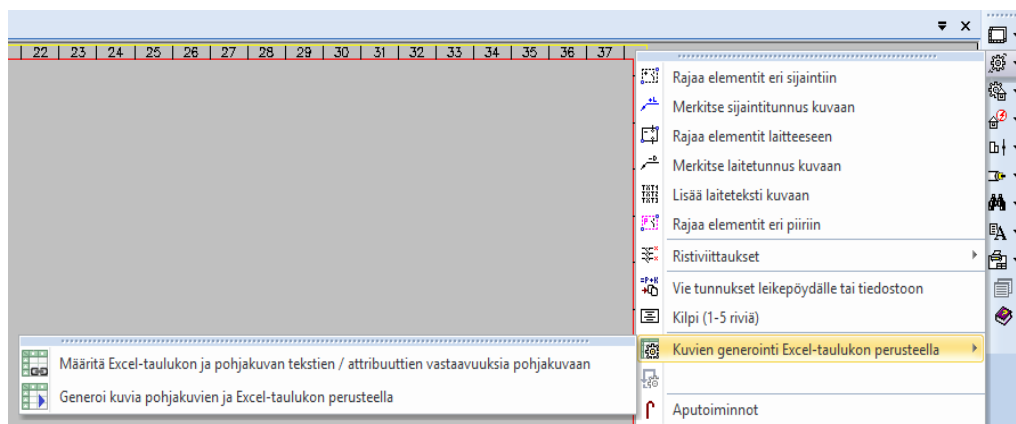 22 23 24 25 26 27 28 29 30 31 32 33 34 35 36 37
Rajaa elementit eri sijaintiin
+L
Merkitse sijaintitunnus kuvaan
Rajaa elementit laitteeseen
-D
Merkitse laitetunnus kuvaan
TXT1
TXT2
TXT3
Lisää laiteteksti kuvaan
Rajaa elementit eri piiriin
Ristiviittaukset
=P+K
Vie tunnukset leikepöydälle tai tiedostoon
Kilpi (1-5 riviä)
Kuvien generointi Excel-taulukon perusteella
Määritä Excel-taulukon ja pohjakuvan tekstien / attribuuttien vastaavuuksia pohjakuvaan
Generoi kuvia pohjakuvien ja Excel-taulukon perusteella
Aputoiminnot